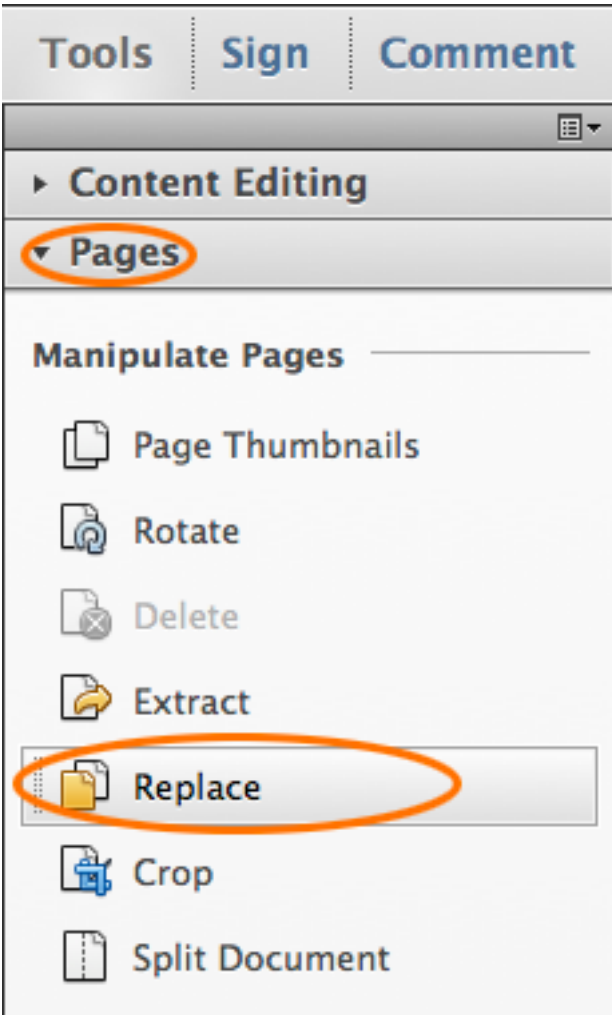 Tools Sign Comment
Content Editing
Pages
Manipulate Pages
Page Thumbnails
Rotate
Delete
Extract
Replace
Crop
Split Document